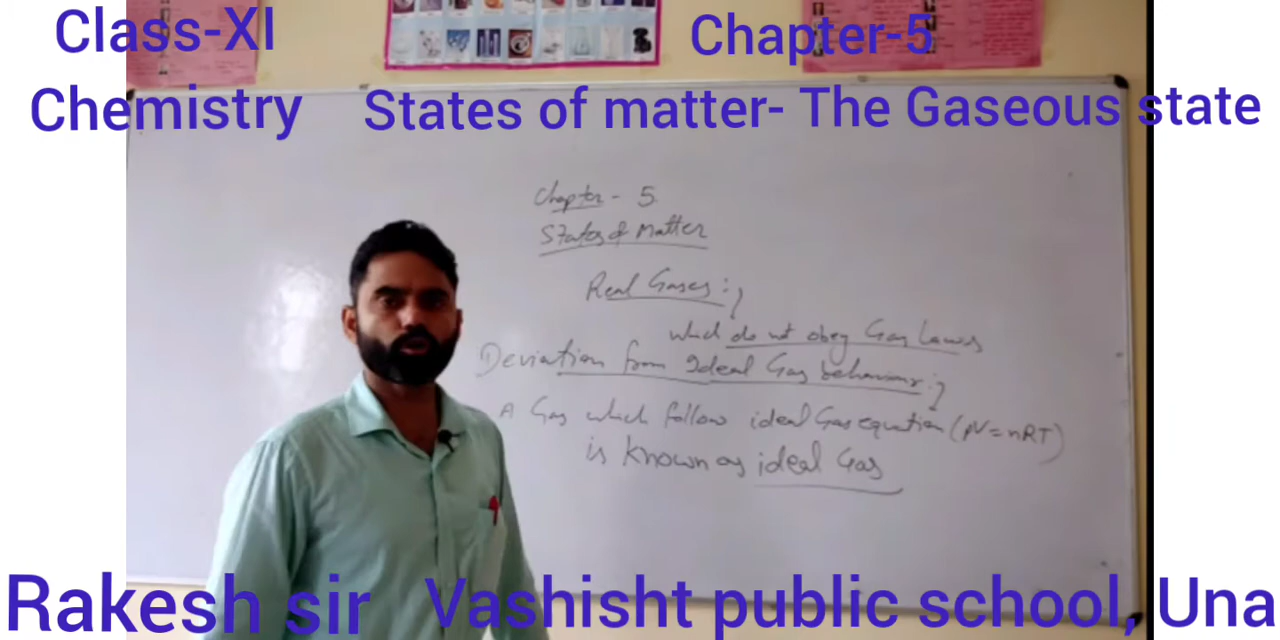 Class-XI
Chapter-5
Chemistry
States of matter- The Gaseous state
Chapter - 5
States of Matter
Real Gases :-
which do not obey Gas Laws
Deviation from Ideal Gas behaviour :-
A Gas which follow ideal Gas equation (pV = nRT)
is known as ideal Gas
Rakesh sir
Vashisht public school, Una